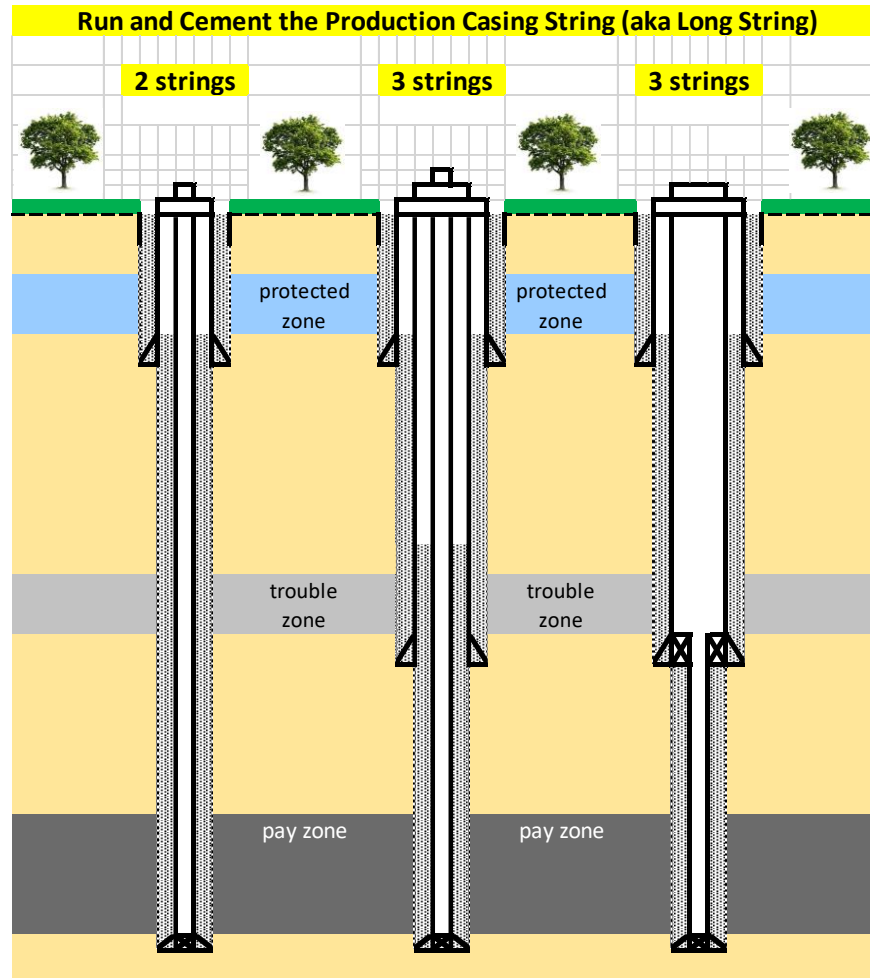 Run and Cement the Production Casing String (aka Long String)
2 strings
3 strings
3 strings
protected
zone
protected
zone
trouble
zone
trouble
zone
pay zone
pay zone